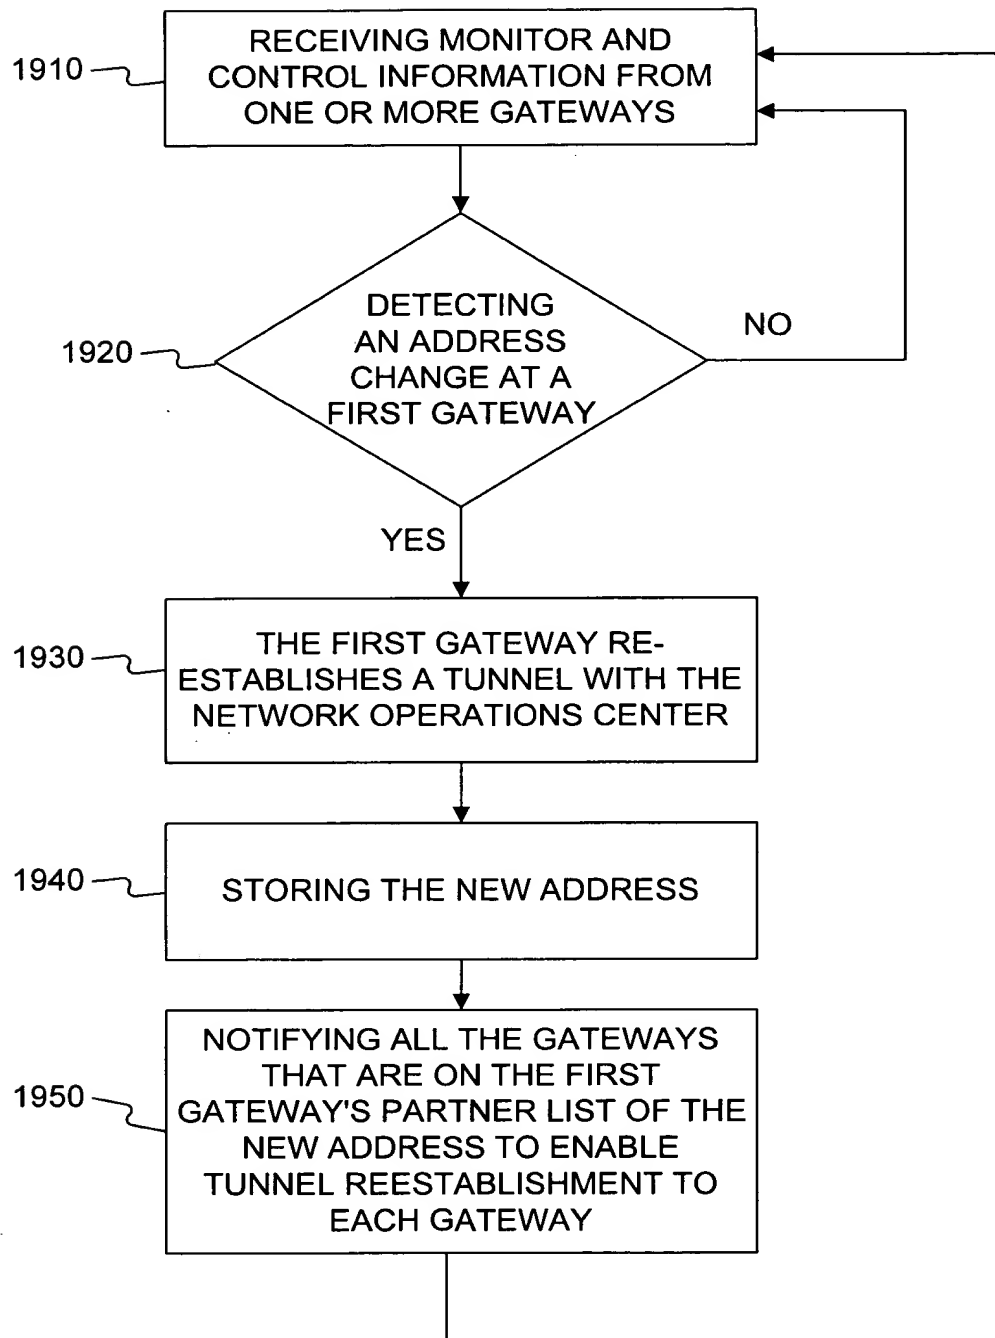 RECEIVING MONITOR AND
CONTROL INFORMATION FROM
ONE OR MORE GATEWAYS
1910
DETECTING
AN ADDRESS
CHANGE AT A
FIRST GATEWAY
1920
NO
YES
THE FIRST GATEWAY RE-
ESTABLISHES A TUNNEL WITH THE
NETWORK OPERATIONS CENTER
1930
STORING THE NEW ADDRESS
1940
NOTIFYING ALL THE GATEWAYS
THAT ARE ON THE FIRST
GATEWAY'S PARTNER LIST OF THE
NEW ADDRESS TO ENABLE
TUNNEL REESTABLISHMENT TO
EACH GATEWAY
1950